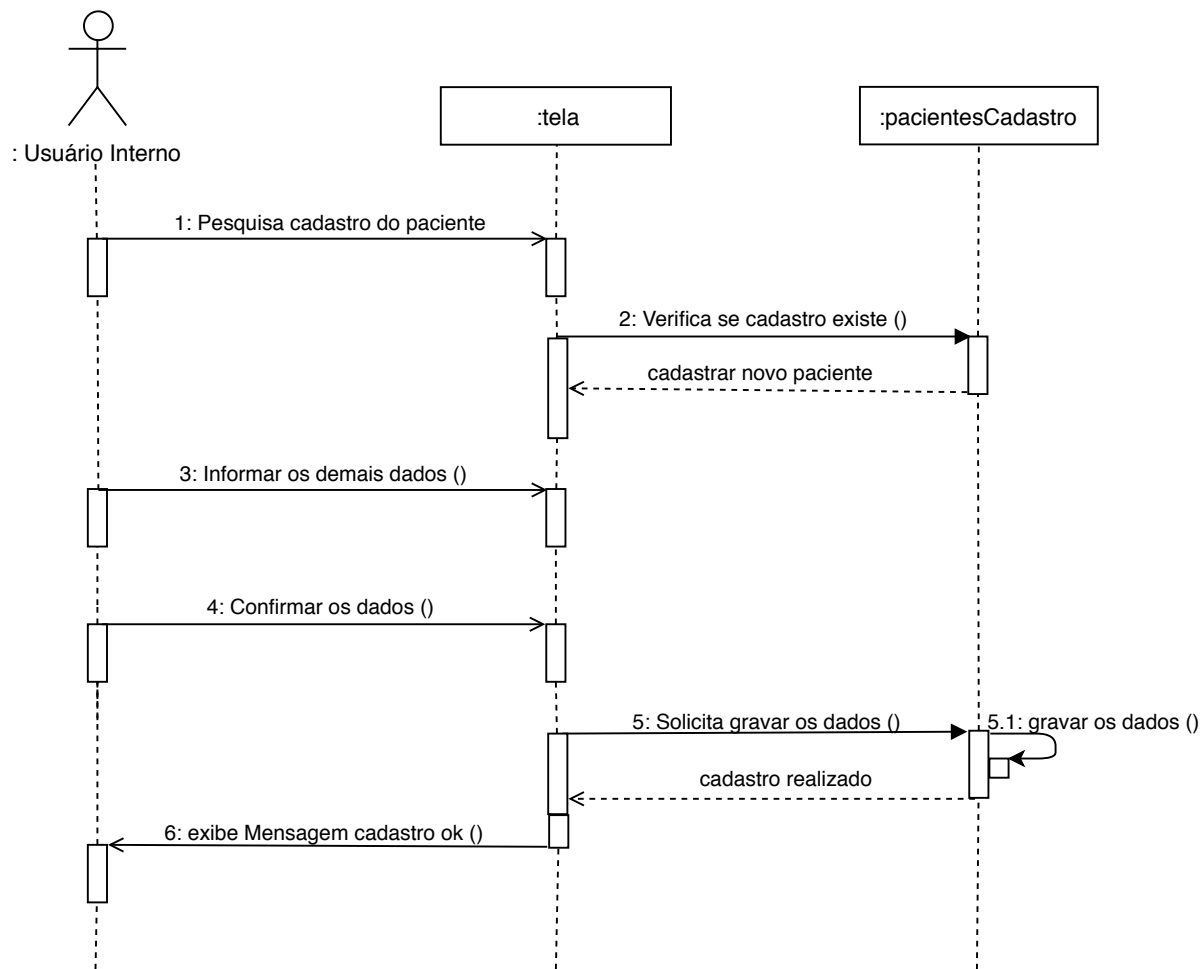 :tela
:pacientesCadastro
: Usuário Interno
1: Pesquisa cadastro do paciente
2: Verifica se cadastro existe ()
cadastrar novo paciente
3: Informar os demais dados ()
4: Confirmar os dados ()
5: Solicita gravar os dados ()
5.1: gravar os dados ()
cadastro realizado
6: exibe Mensagem cadastro ok ()